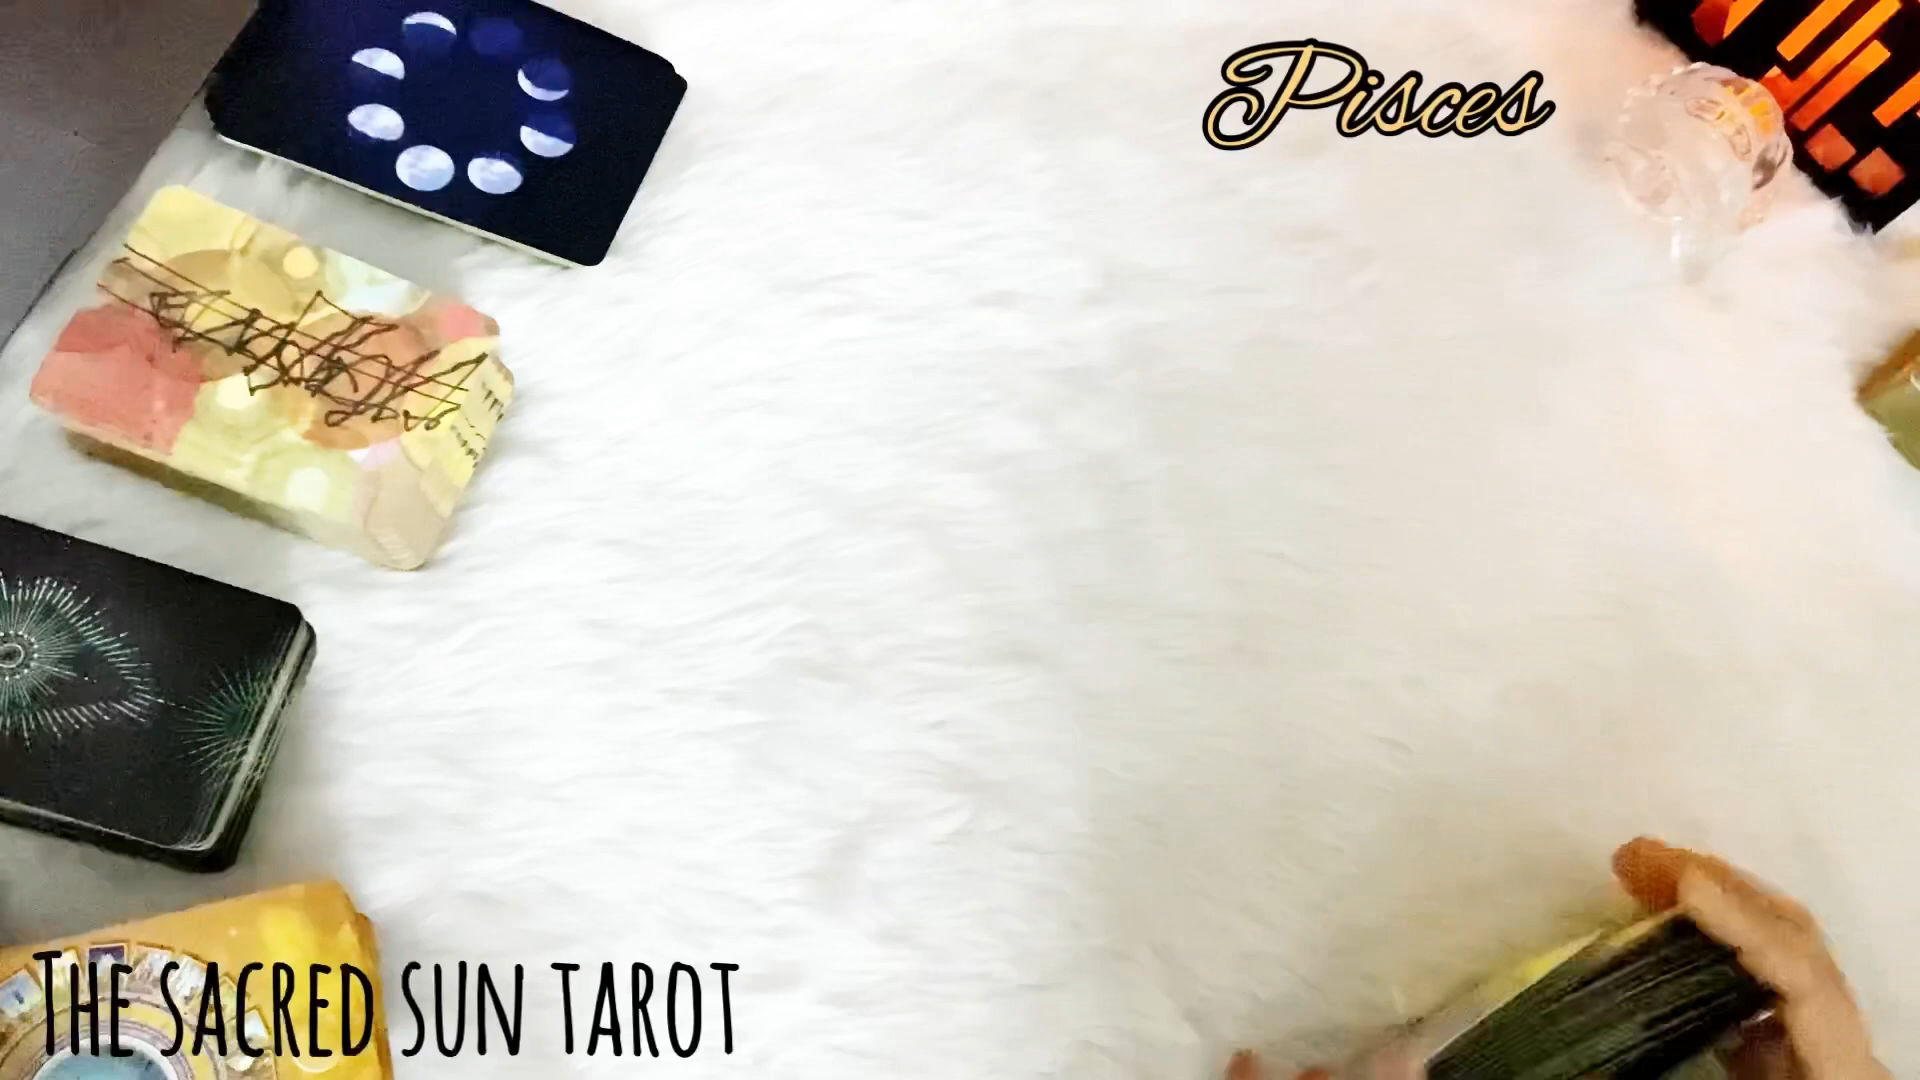 Pisces
The sacred sun tarot